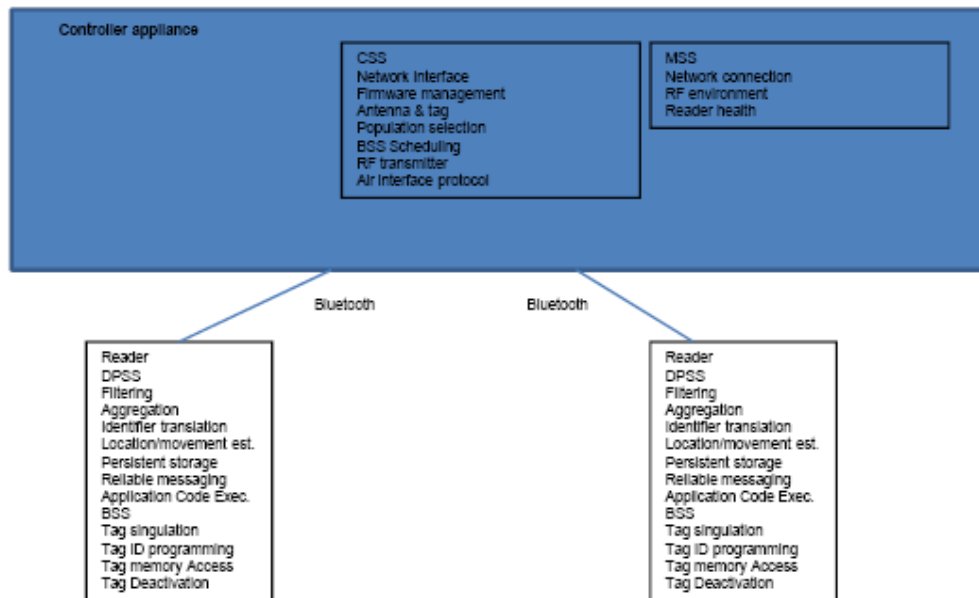 Controller appliance
CSS
Network Interface
Firmware management
Antenna & tag
Population selection
BSS Scheduling
RF transmitter
Air interface protocol
MSS
Network connection
RF environment
Reader health
Bluetooth
Bluetooth
Reader
DPSS
Filtering
Aggregation
Identifier translation
Location/movement est.
Persistent storage
Reliable messaging
Application Code Exec.
BSS
Tag singulation
Tag ID programming
Tag memory Access
Tag Deactivation
Reader
DPSS
Filtering
Aggregation
Identifier translation
Location/movement est.
Persistent storage
Reliable messaging
Application Code Exec.
BSS
Tag singulation
Tag ID programming
Tag memory Access
Tag Deactivation